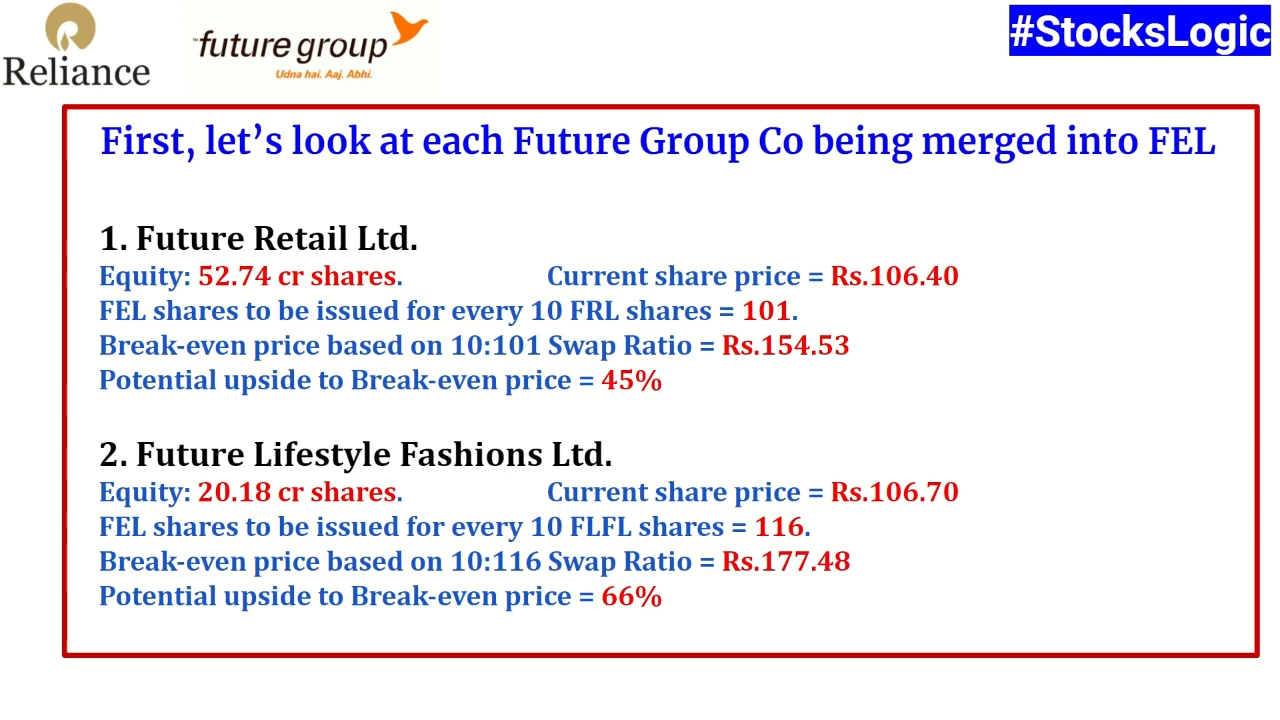 Reliance
future group
Udna hai. Aaj. Abhi.
#StocksLogic
First, let’s look at each Future Group Co being merged into FEL
1. Future Retail Ltd.
Equity: 52.74 cr shares. Current share price = Rs.106.40
FEL shares to be issued for every 10 FRL shares = 101.
Break-even price based on 10:101 Swap Ratio = Rs.154.53
Potential upside to Break-even price = 45%
2. Future Lifestyle Fashions Ltd.
Equity: 20.18 cr shares. Current share price = Rs.106.70
FEL shares to be issued for every 10 FLFL shares = 116.
Break-even price based on 10:116 Swap Ratio = Rs.177.48
Potential upside to Break-even price = 66%